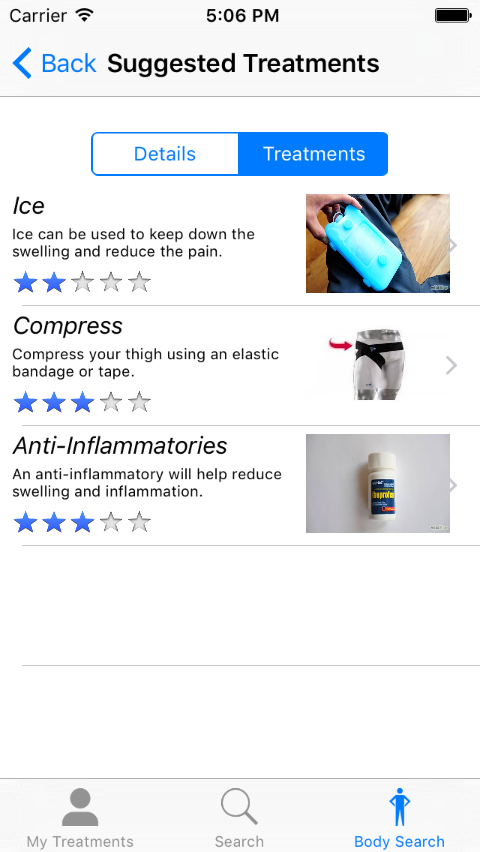 Carrier 5:06 PM
Back Suggested Treatments
Details Treatments
Ice
Ice can be used to keep down the
swelling and reduce the pain.
Compress
Compress your thigh using an elastic
bandage or tape.
Anti-Inflammatories
An anti-inflammatory will help reduce
swelling and inflammation.
Ibuprofen
My Treatments Search Body Search